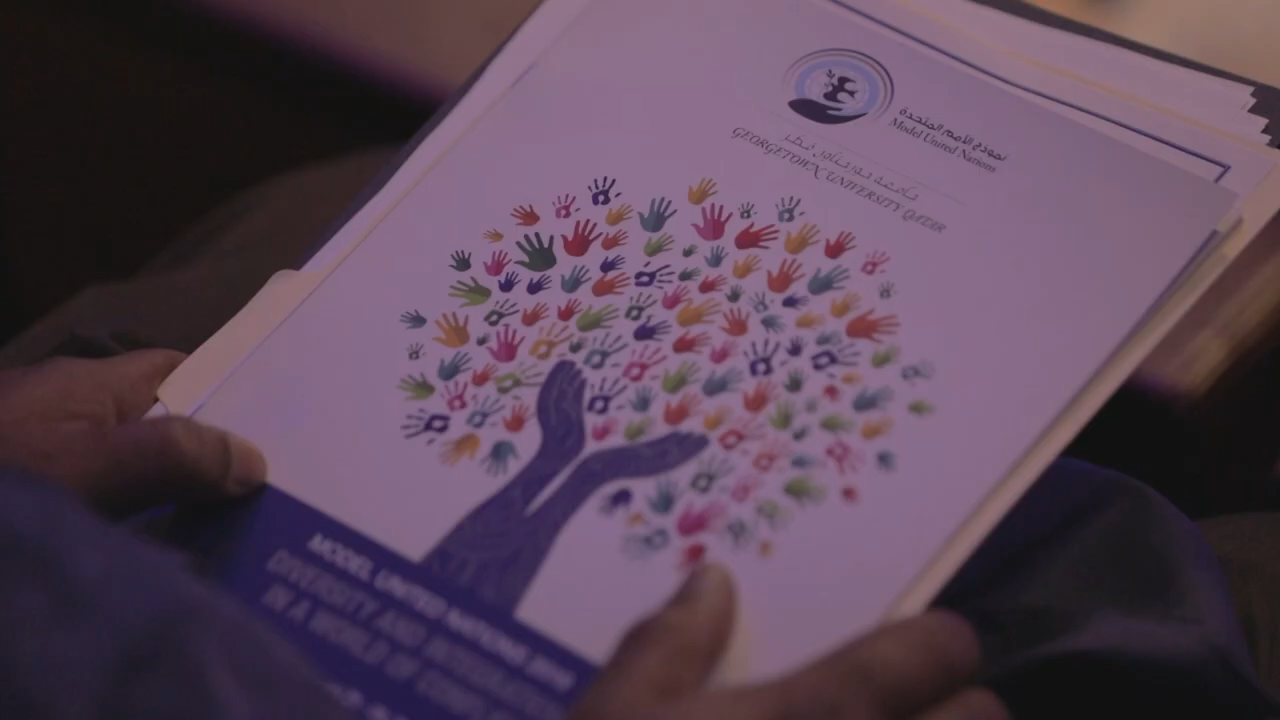 نموذج الأمم المتحدة
Model United Nations
جامعة جورجتاون قطر
GEORGETOWN UNIVERSITY QATAR
MODEL UNITED NATIONS
DIVERSITY AND
IN A WORLD OF